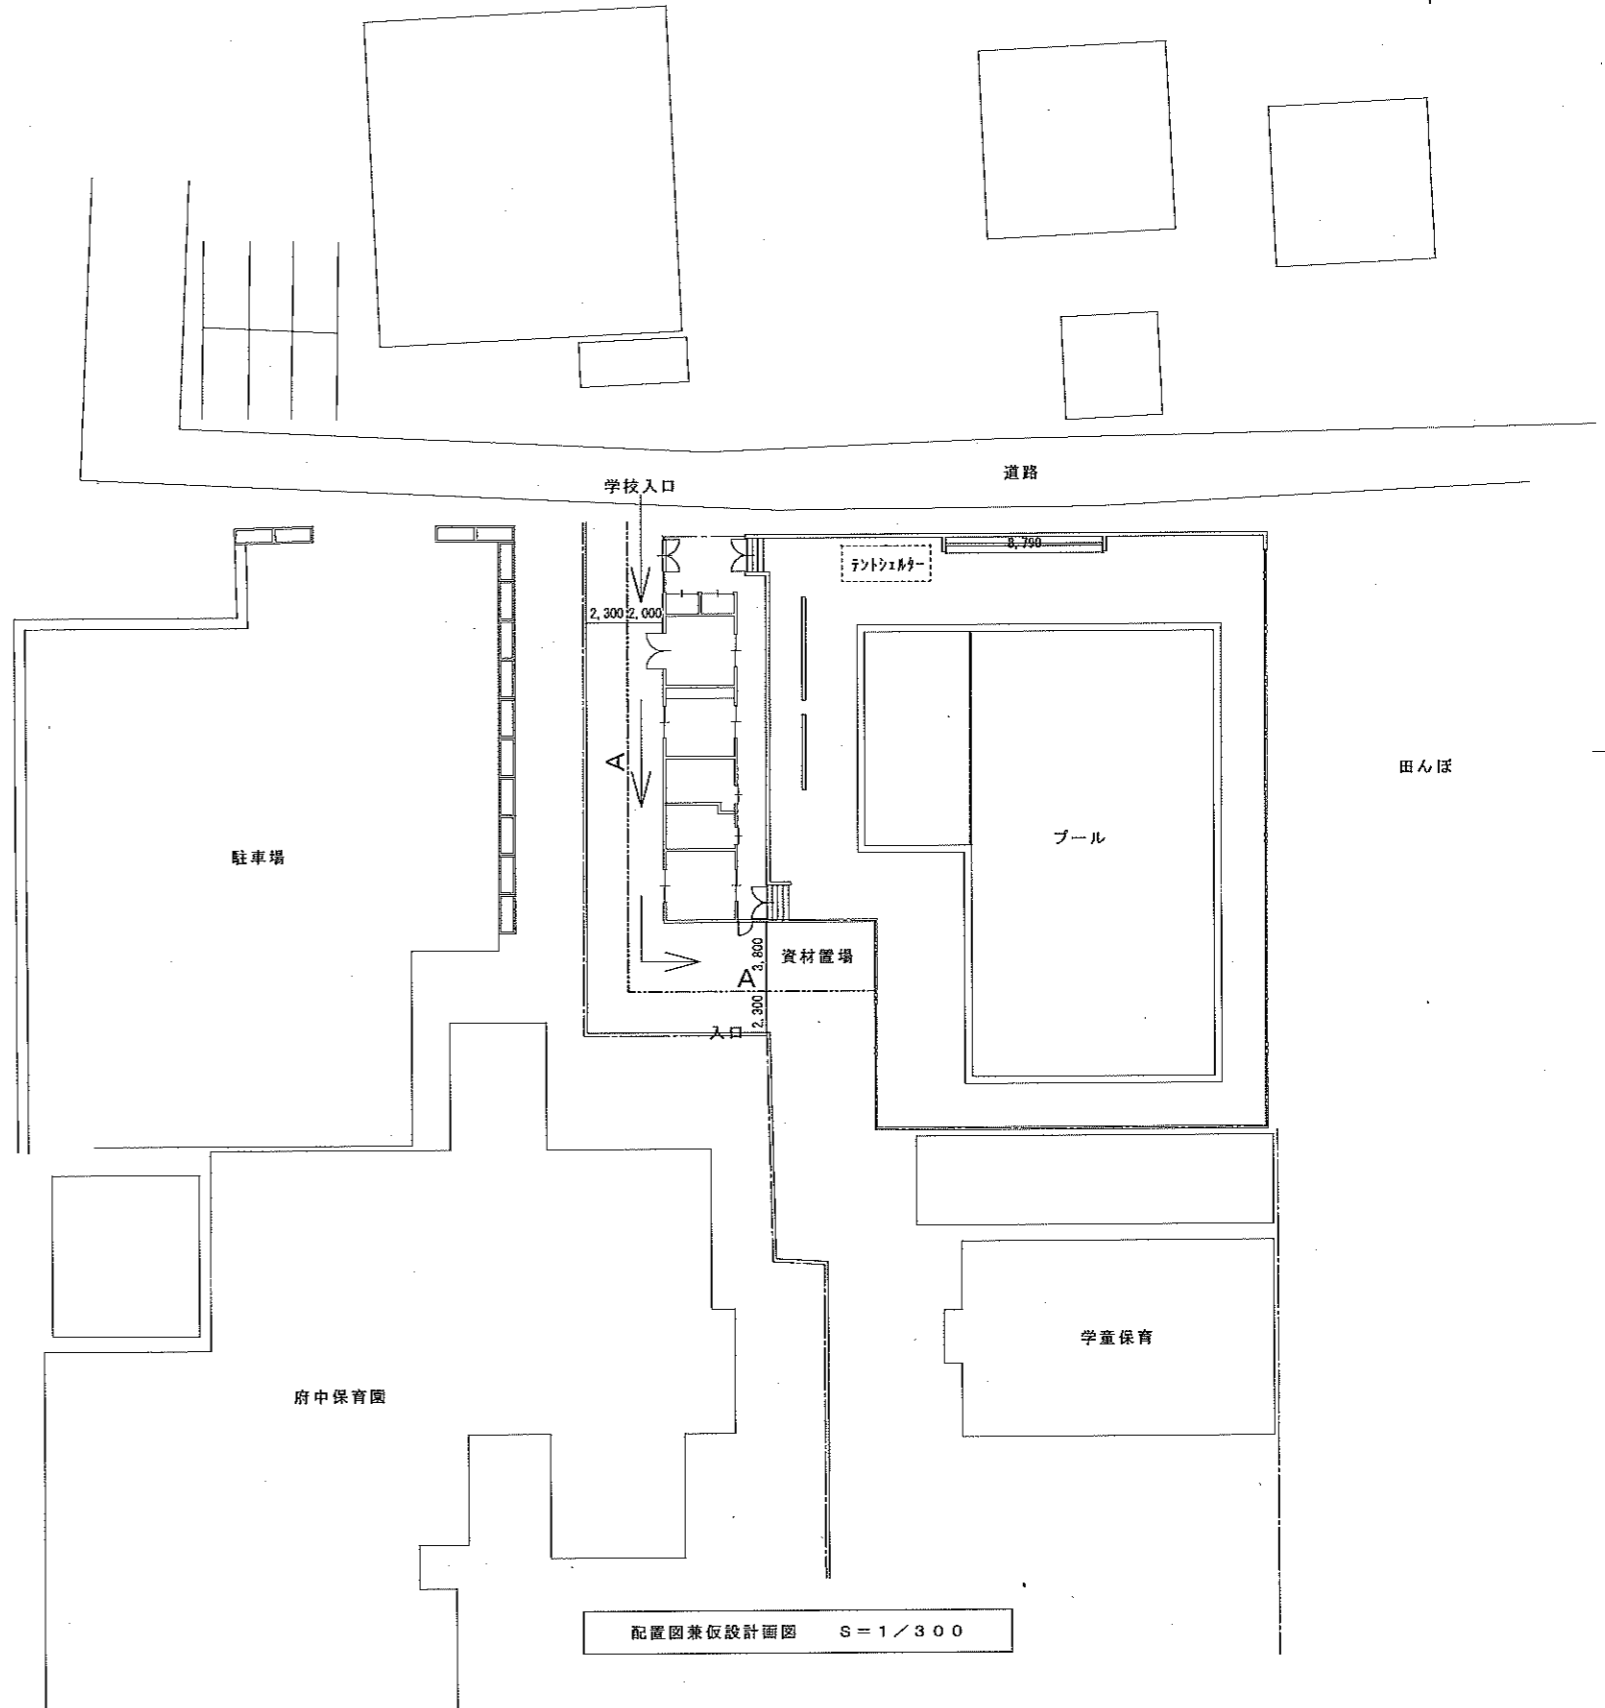 道路
学校入口
8,790
テントシェルター
2,300 2,000
A
田んぼ
プール
駐車場
3,800
資材置場
A
2,300
入口
学童保育
府中保育園
配置図兼仮設計画図 S=1/300